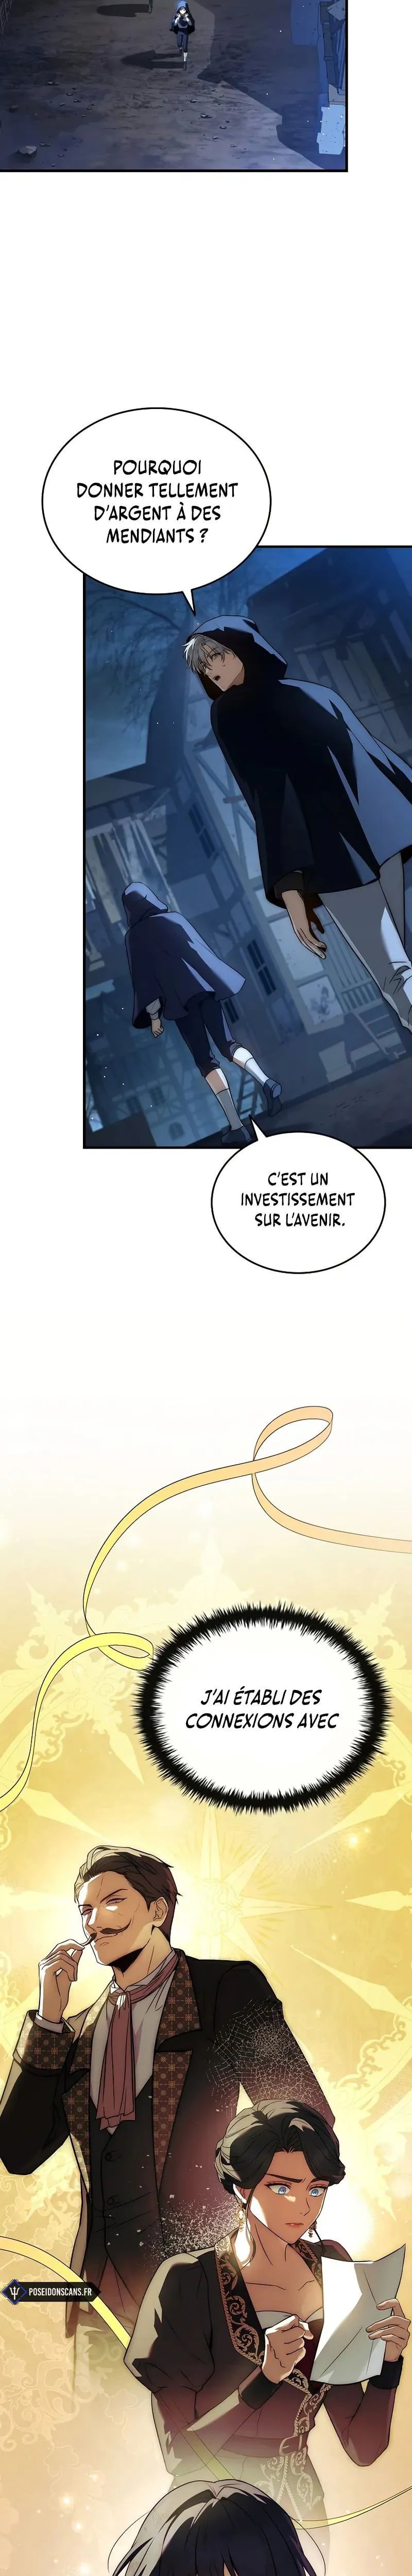 POURQUOI
DONNER TELLEMENT
D'ARGENT À DES
MENDIANTS ?
C'EST UN
INVESTISSEMENT
SUR L'AVENIR.
J'AI ÉTABLI DES
CONNEXIONS AVEC
POSEIDONSCANS.FR